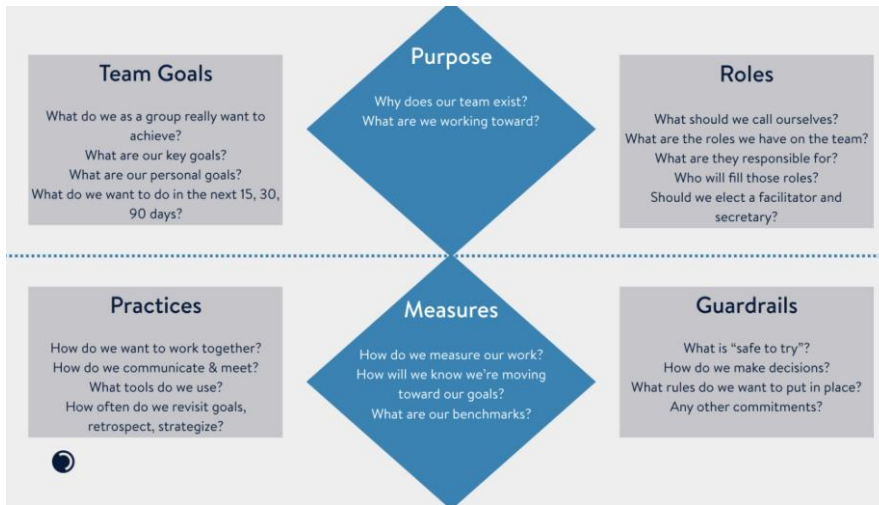 Team Goals
What do we as a group really want to
achieve?
What are our key goals?
What are our personal goals?
What do we want to do in the next 15, 30,
90 days?
Purpose
Why does our team exist?
What are we working toward?
Roles
What should we call ourselves?
What are the roles we have on the team?
What are they responsible for?
Who will fill those roles?
Should we elect a facilitator and
secretary?
Practices
How do we want to work together?
How do we communicate & meet?
What tools do we use?
How often do we revisit goals,
retrospect, strategize?
Measures
How do we measure our work?
How will we know we’re moving
toward our goals?
What are our benchmarks?
Guardrails
What is “safe to try”?
How do we make decisions?
What rules do we want to put in place?
Any other commitments?